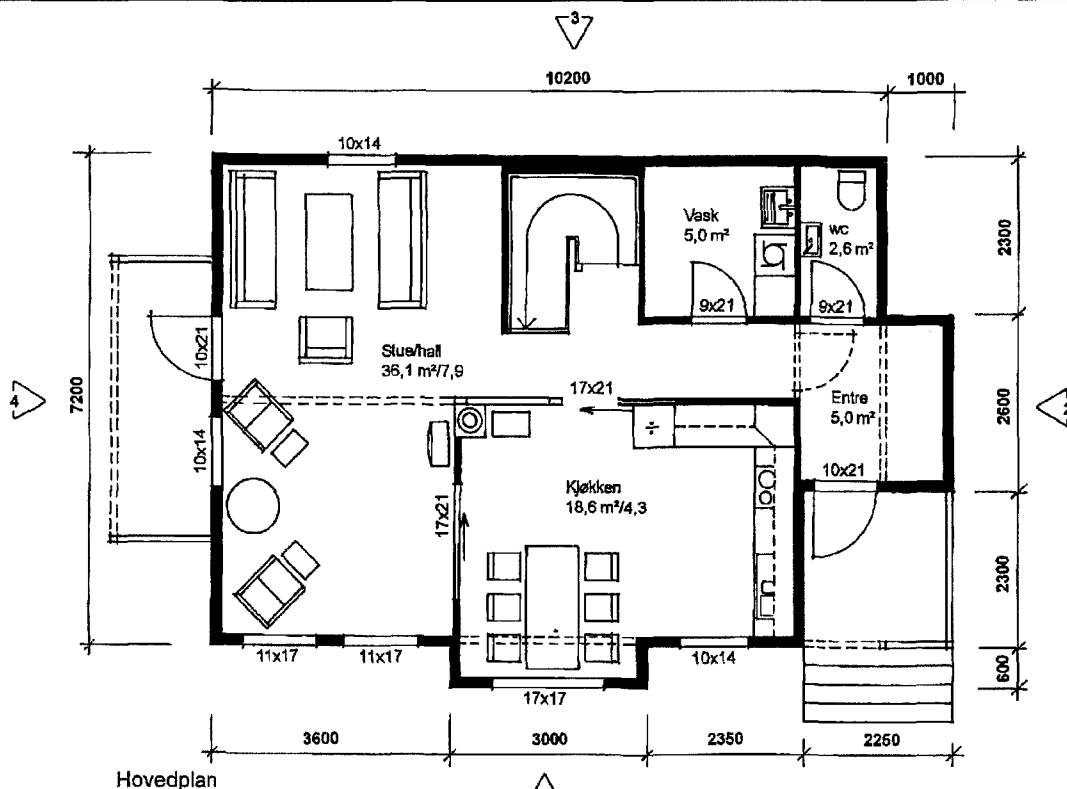 3
10200
1000
10x14
Vask
5,0 m²
wc
2,6 m²
2300
9x21
9x21
10x21
Stue/hall
36,1 m²/7,9
17x21
4
7200
Entre
5,0 m²
2600
10x14
10x21
Kjøkken
18,6 m²/4,3
17x21
2300
11x17
11x17
10x14
600
17x17
3600
3000
2350
2250
Hovedplan